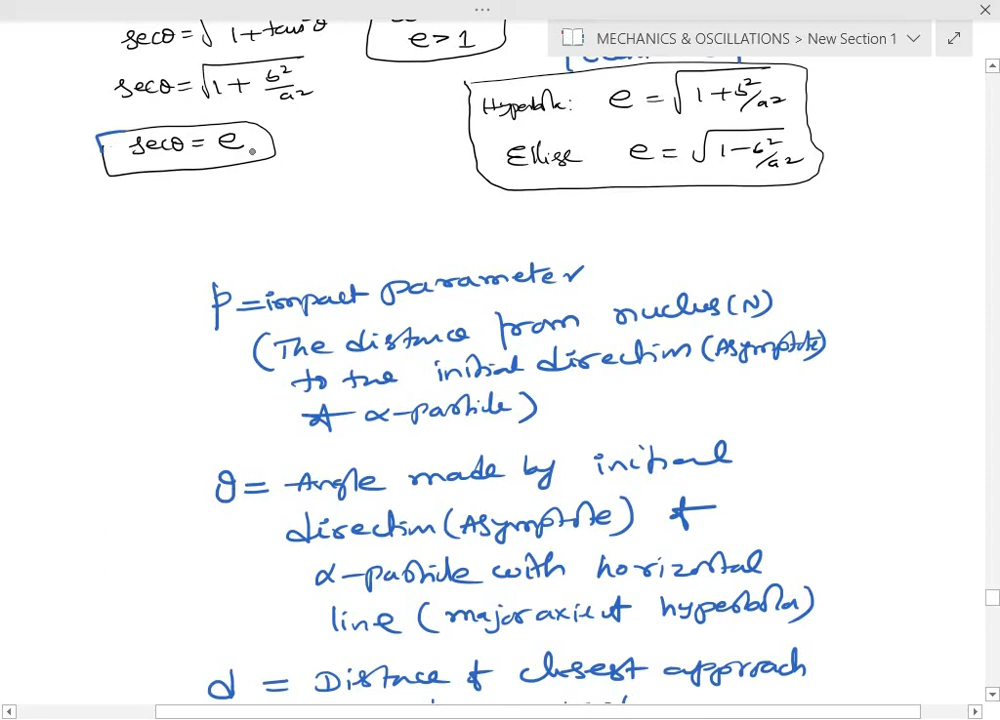 secθ = √1+tan²θ
e > 1
MECHANICS & OSCILLATIONS > New Section 1
secθ = √1 + b²/a²
Hyperbola: e = √1+b²/a²
secθ = e
Ellipse e = √1-b²/a²
p = impact parameter
(The distance from nucleus (N)
to the initial direction (Asymptote)
of α-particle)
θ = Angle made by initial
direction (Asymptote) of
α-particle with horizontal
line (major axis of hyperbola)
d = Distance of closest approach